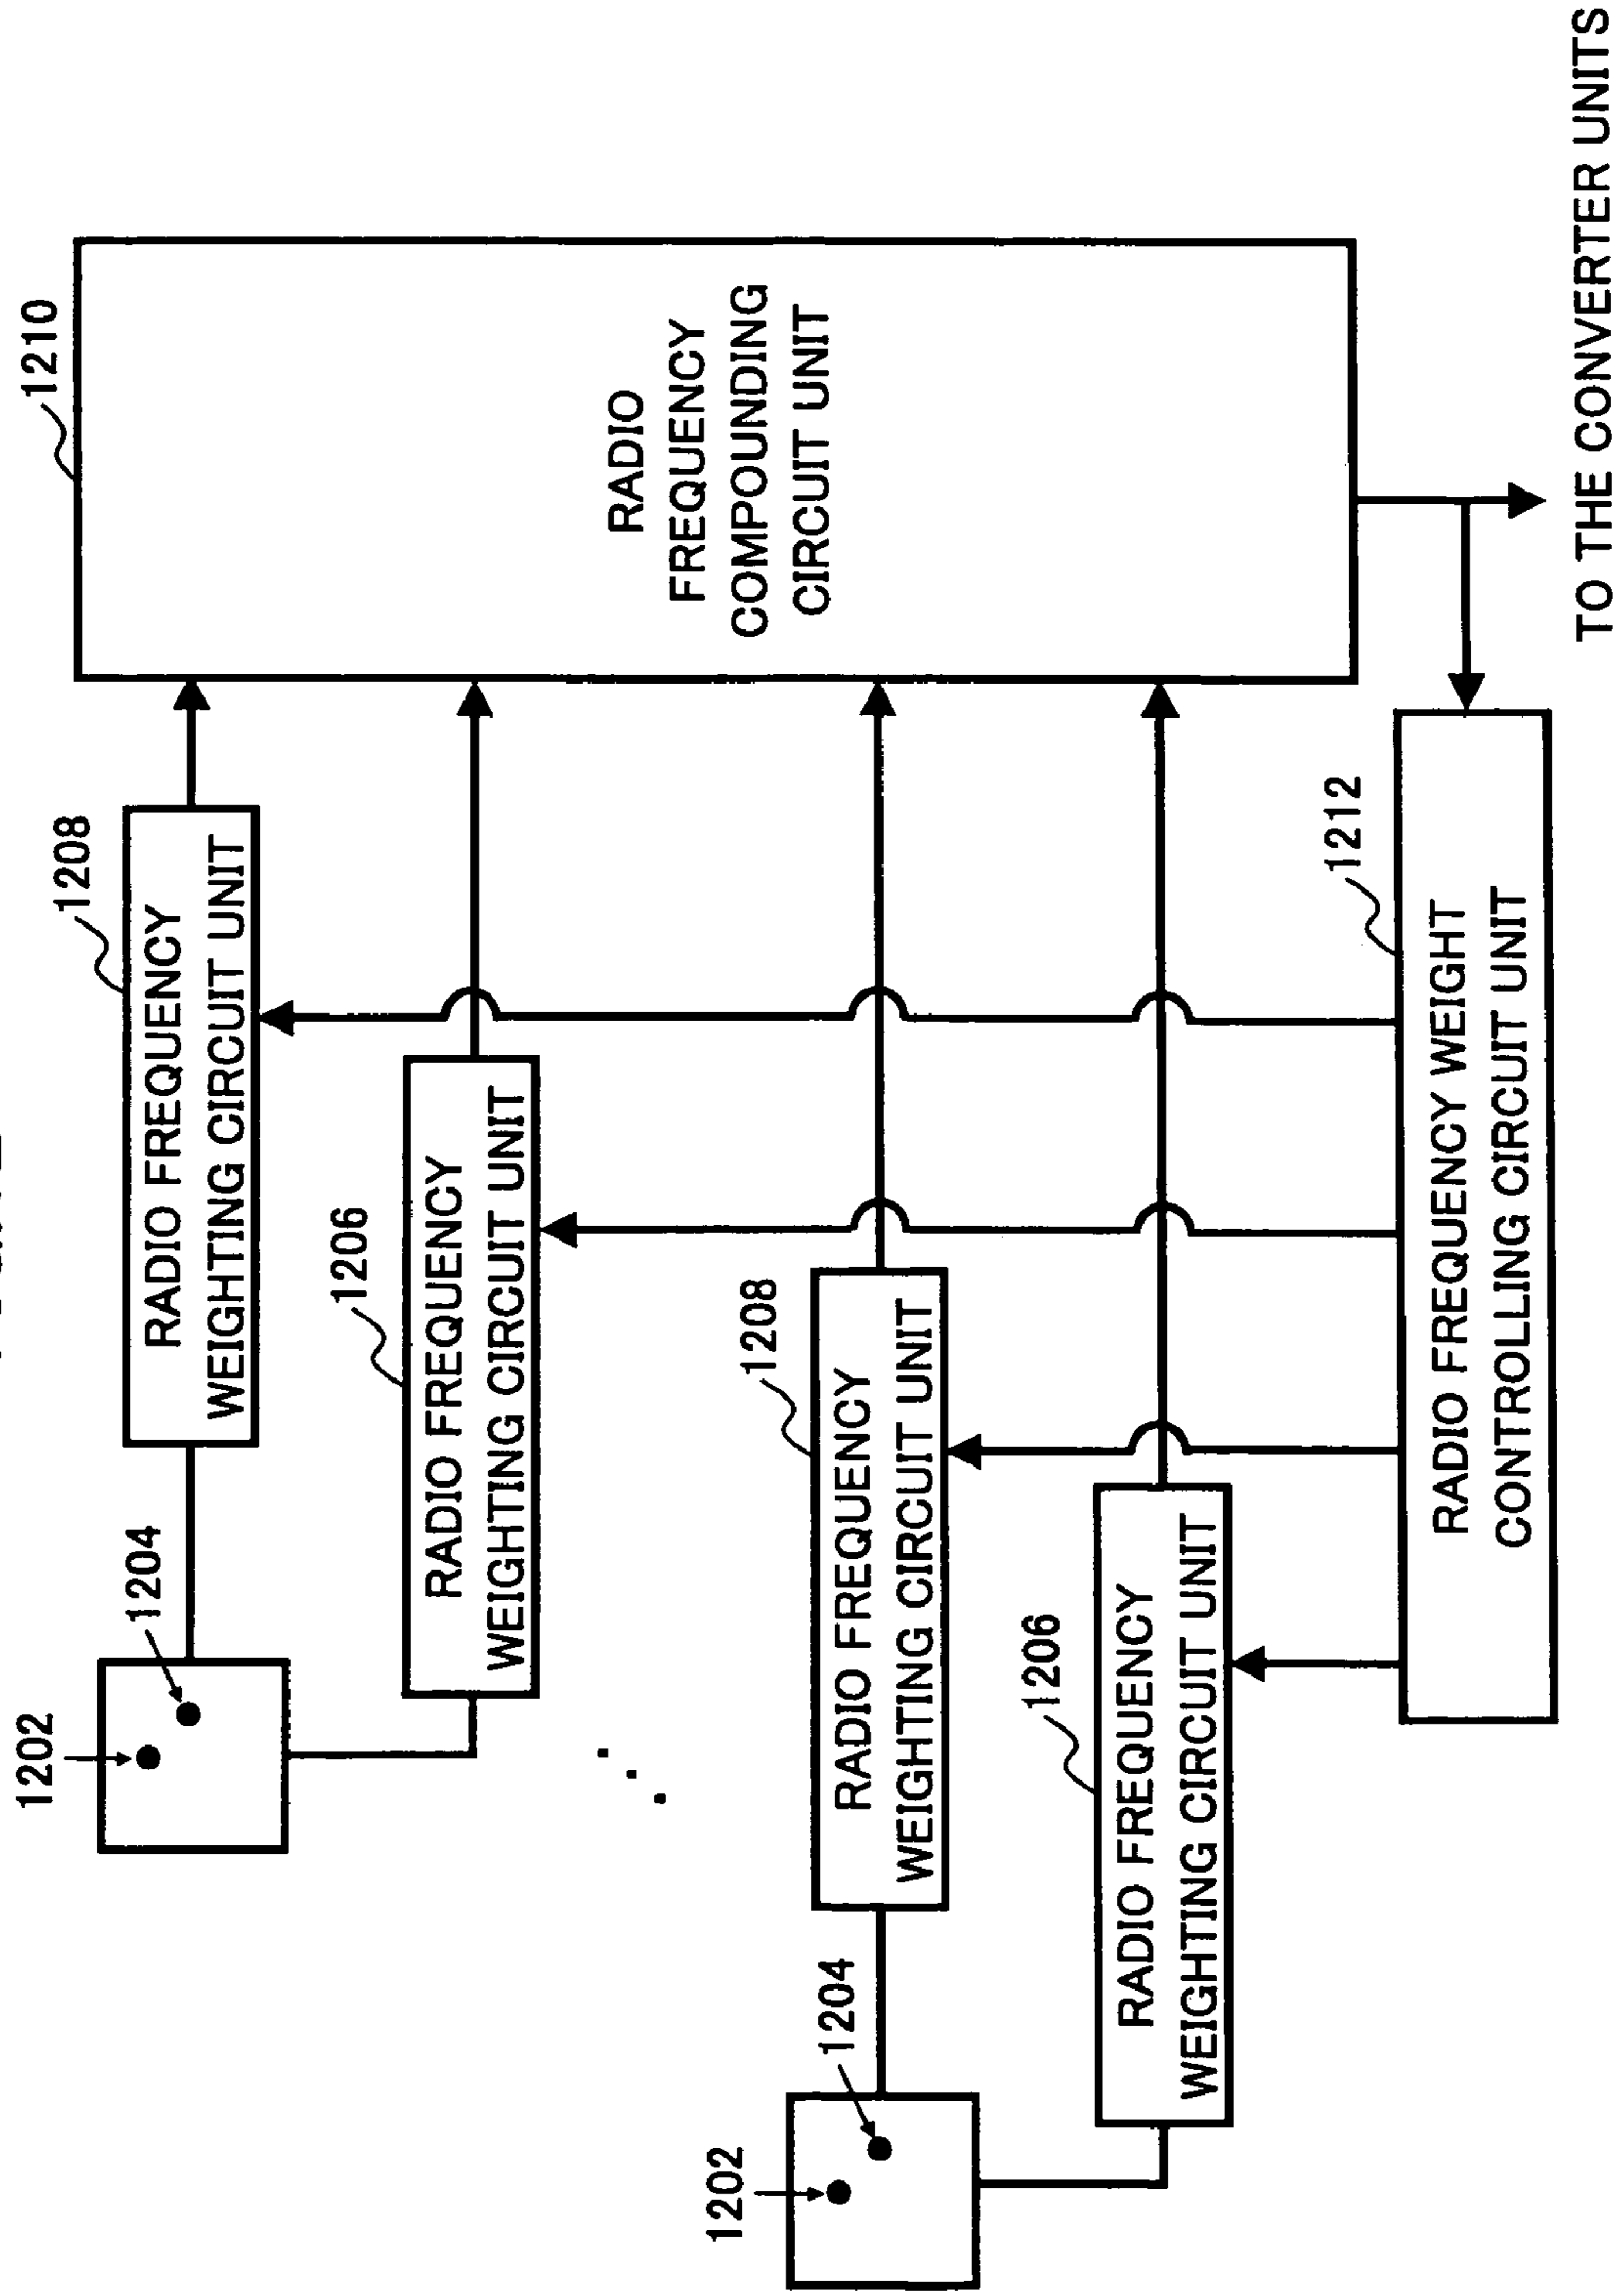 1210
RADIO
FREQUENCY
COMPOUNDING
CIRCUIT UNIT
1208
RADIO FREQUENCY
WEIGHTING CIRCUIT UNIT
1204
1202
1206
RADIO FREQUENCY
WEIGHTING CIRCUIT UNIT
1208
RADIO FREQUENCY
WEIGHTING CIRCUIT UNIT
1204
1202
1206
RADIO FREQUENCY
WEIGHTING CIRCUIT UNIT
1212
RADIO FREQUENCY WEIGHT
CONTROLLING CIRCUIT UNIT
TO THE CONVERTER UNITS